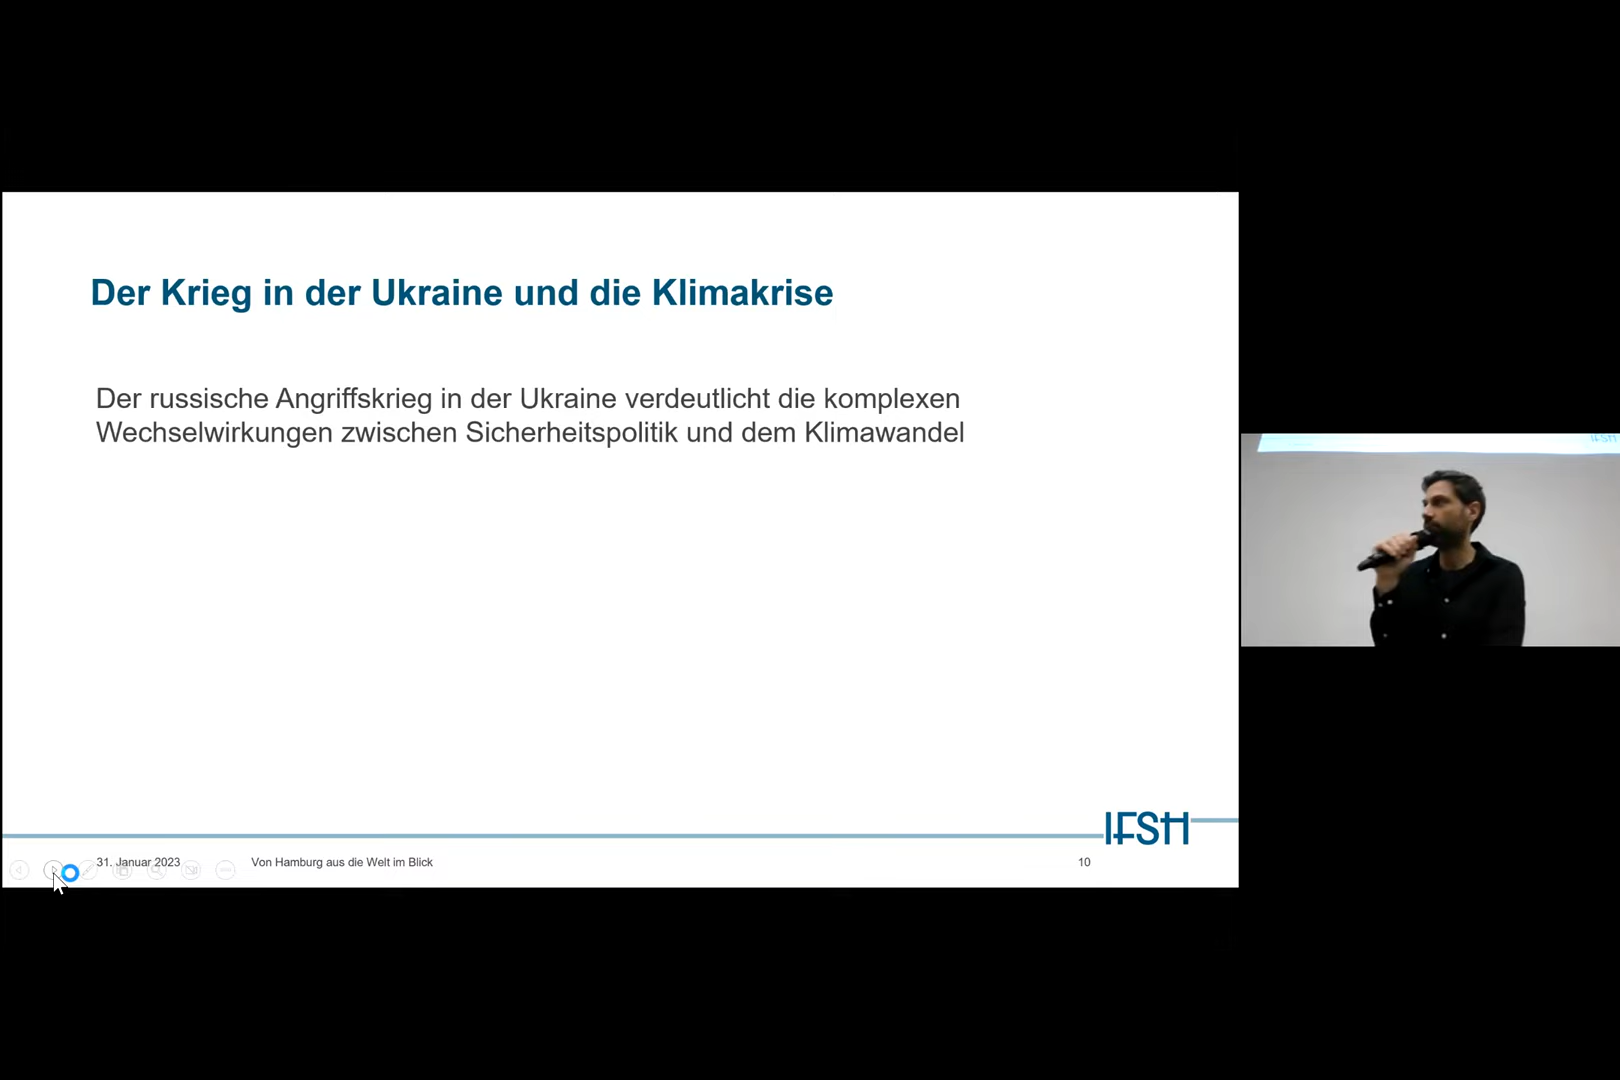 Der Krieg in der Ukraine und die Klimakrise
Der russische Angriffskrieg in der Ukraine verdeutlicht die komplexen
Wechselwirkungen zwischen Sicherheitspolitik und dem Klimawandel
IFSH
IFSH
31. Januar 2023
Von Hamburg aus die Welt im Blick
10